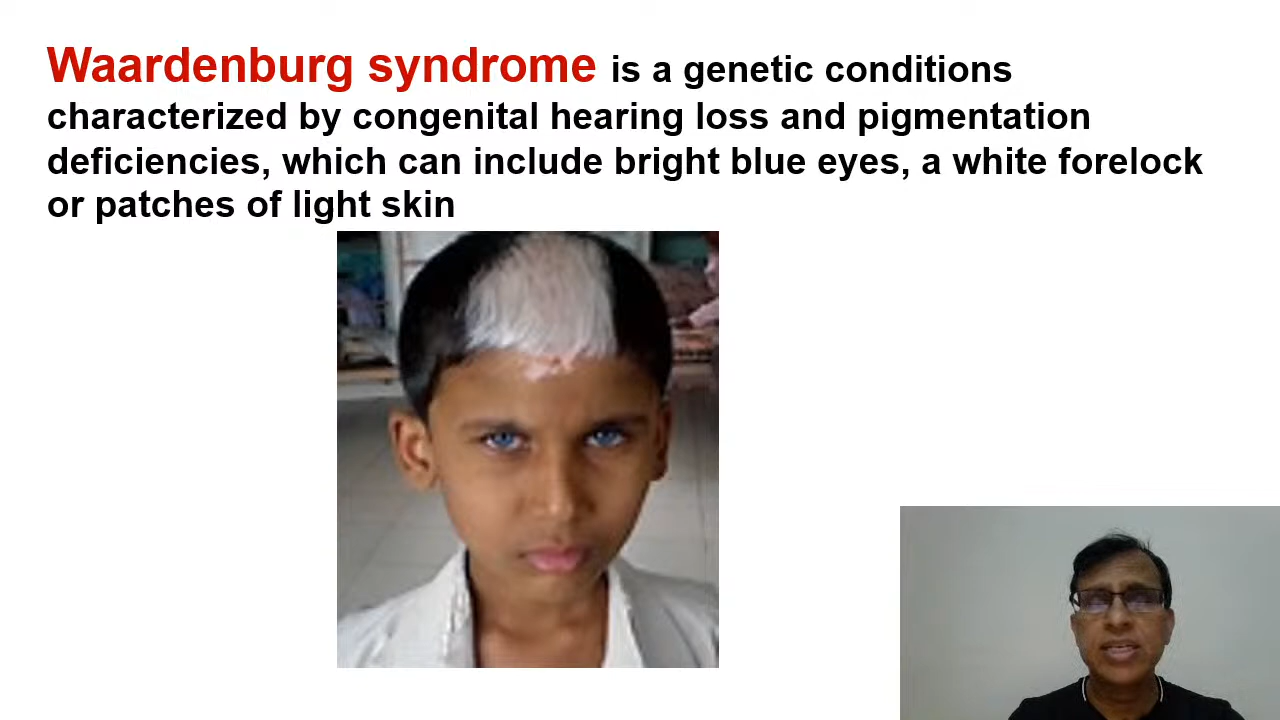 Waardenburg syndrome is a genetic conditions
characterized by congenital hearing loss and pigmentation
deficiencies, which can include bright blue eyes, a white forelock
or patches of light skin